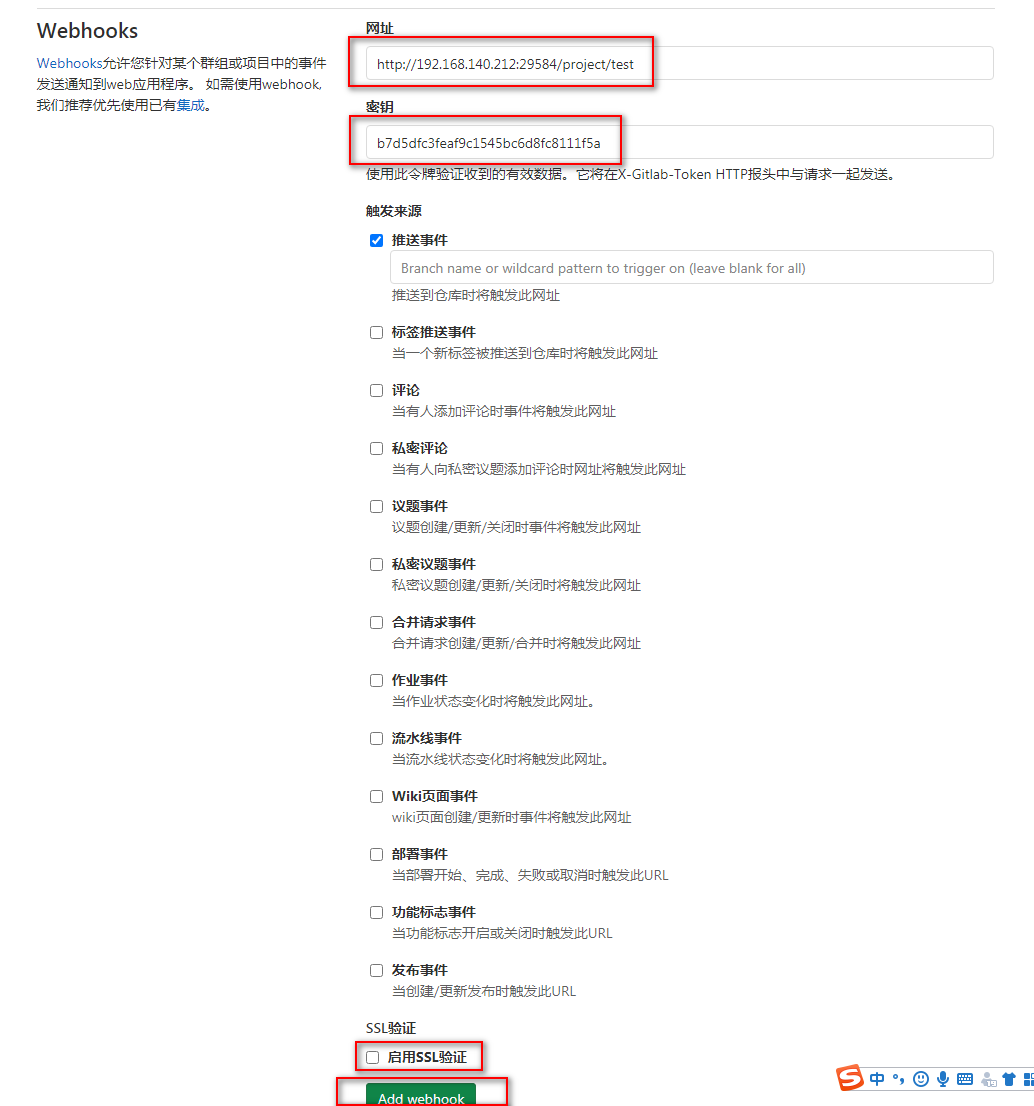 Webhooks
Webhooks允许您针对某个群组或项目中的事件
发送通知到web应用程序。 如需使用webhook,
我们推荐优先使用已有集成。
网址
http://192.168.140.212:29584/project/test
密钥
b7d5dfc3feaf9c1545bc6d8fc8111f5a
使用此令牌验证收到的有效数据。它将在X-Gitlab-Token HTTP报头中与请求一起发送。
触发来源
推送事件
Branch name or wildcard pattern to trigger on (leave blank for all)
推送到仓库时将触发此网址
标签推送事件
当一个新标签被推送到仓库时将触发此网址
评论
当有人添加评论时事件将触发此网址
私密评论
当有人向私密议题添加评论时网址将触发此网址
议题事件
议题创建/更新/关闭时事件将触发此网址
私密议题事件
私密议题创建/更新/关闭时将触发此网址
合并请求事件
合并请求创建/更新/合并时将触发此网址
作业事件
当作业状态变化时将触发此网址。
流水线事件
当流水线状态变化时将触发此网址。
Wiki页面事件
wiki页面创建/更新时事件将触发此网址
部署事件
当部署开始、完成、失败或取消时触发此URL
功能标志事件
当功能标志开启或关闭时触发此URL
发布事件
当创建/更新发布时触发此URL
SSL验证
启用SSL验证
Add webhook
S 中 °,